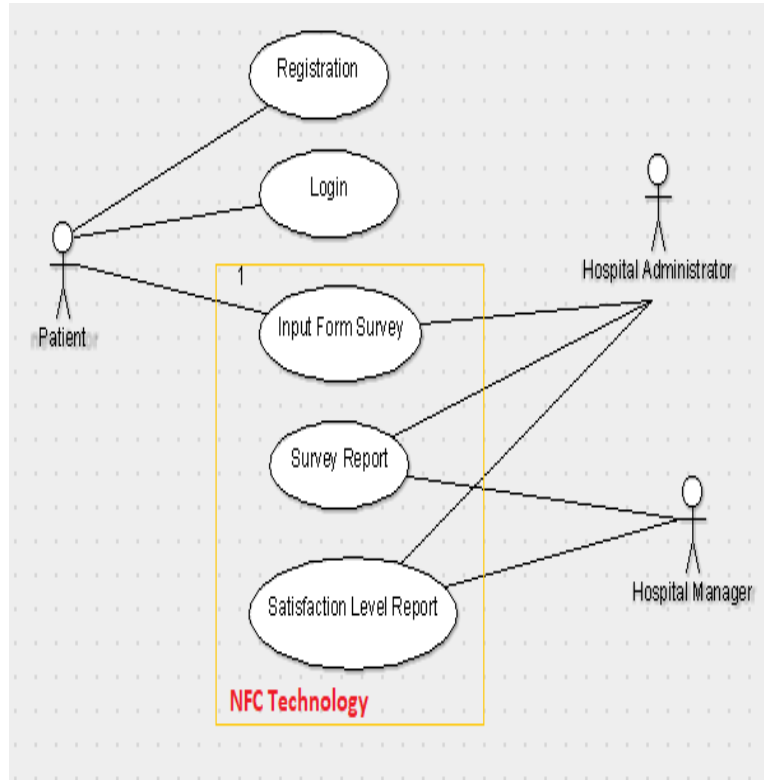 Registration
Login
1
Hospital Administrator
Input Form Survey
Patient
Survey Report
Hospital Manager
Satisfaction Level Report
NFC Technology